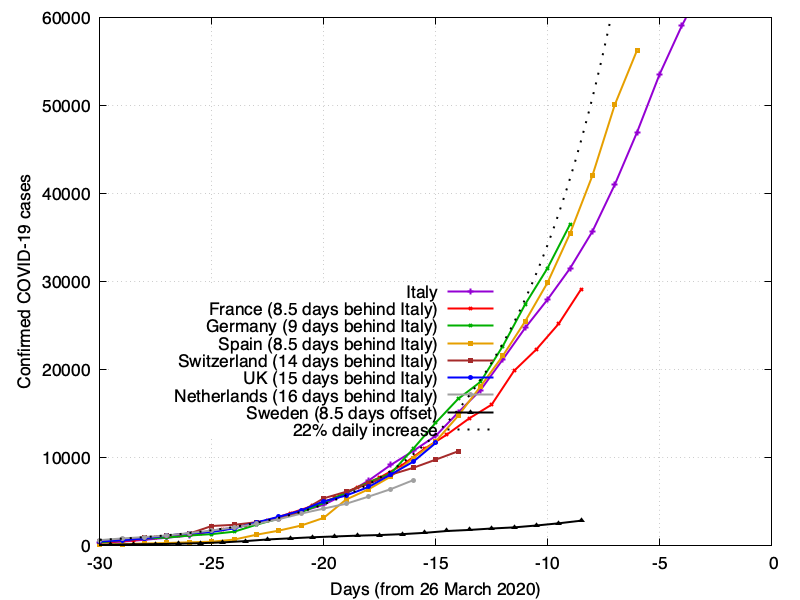 60000
50000
40000
30000
20000
10000
0
Confirmed COVID-19 cases
Italy
France (8.5 days behind Italy)
Germany (9 days behind Italy)
Spain (8.5 days behind Italy)
Switzerland (14 days behind Italy)
UK (15 days behind Italy)
Netherlands (16 days behind Italy)
Sweden (8.5 days offset)
22% daily increase
-30 -25 -20 -15 -10 -5 0
Days (from 26 March 2020)